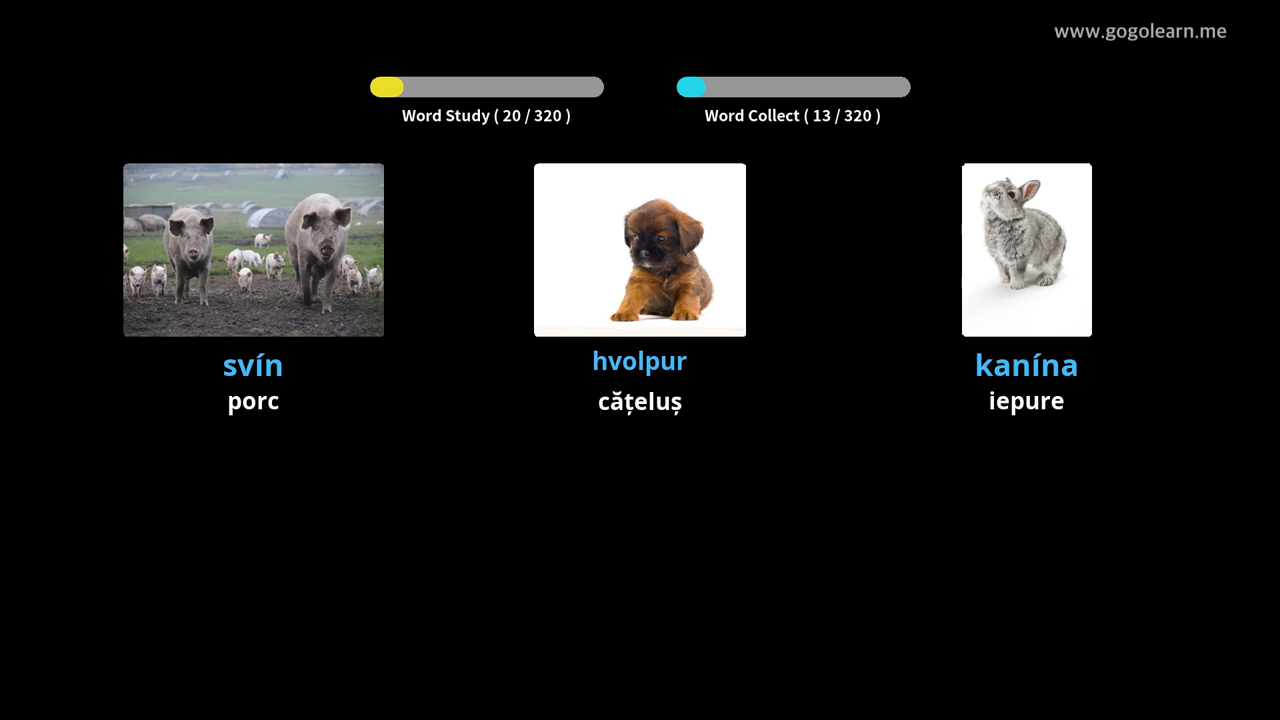 www.gogolearn.me
Word Study ( 20 / 320 )
Word Collect ( 13 / 320 )
svín
hvolpur
kanína
porc
cățeluș
iepure